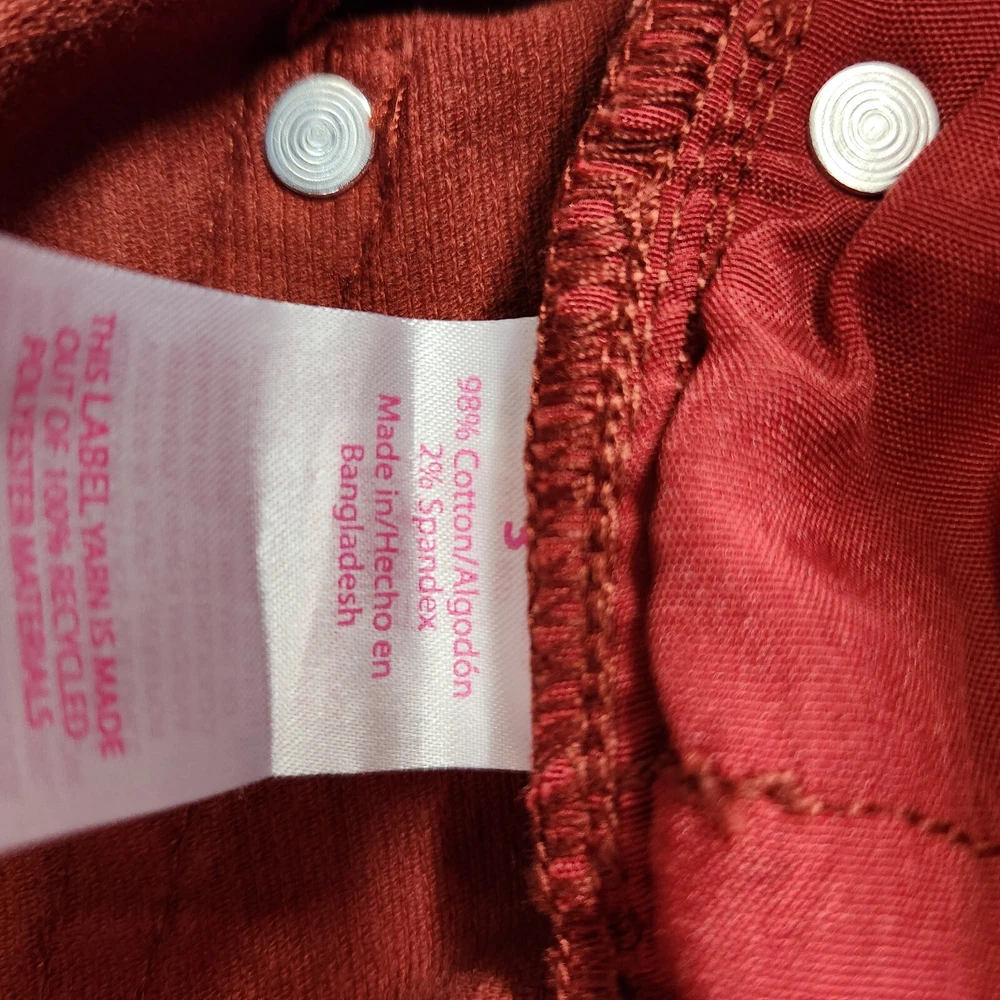 3
98% Cotton/Algodón
2% Spandex
Made in/Hecho en
Bangladesh
THIS LABEL YARN IS MADE
OUT OF 100% RECYCLED
POLYESTER MATERIALS